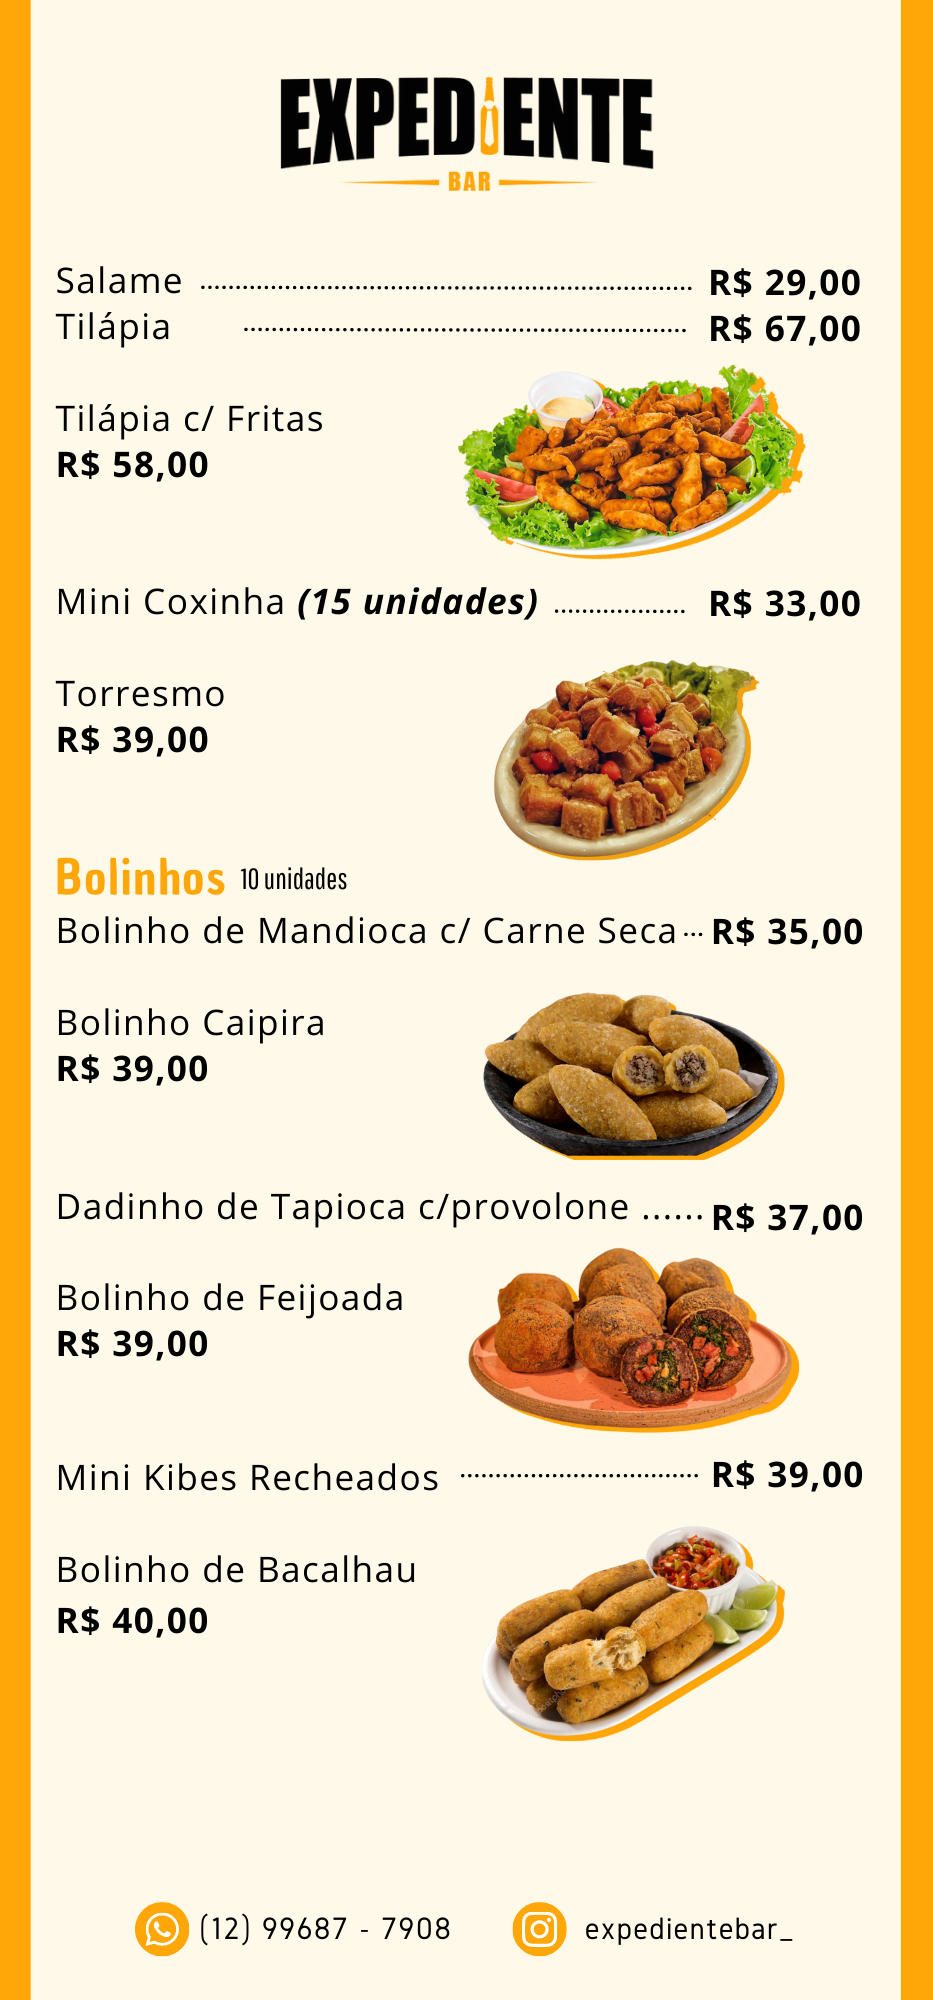 EXPEDIENTE
BAR
Salame ........ R$ 29,00
Tilápia ........ R$ 67,00
Tilápia c/ Fritas
R$ 58,00
Mini Coxinha (15 unidades) ........ R$ 33,00
Torresmo
R$ 39,00
Bolinhos 10 unidades
Bolinho de Mandioca c/ Carne Seca ... R$ 35,00
Bolinho Caipira
R$ 39,00
Dadinho de Tapioca c/provolone ...... R$ 37,00
Bolinho de Feijoada
R$ 39,00
Mini Kibes Recheados ........ R$ 39,00
Bolinho de Bacalhau
R$ 40,00
(12) 99687 - 7908 expedientebar_